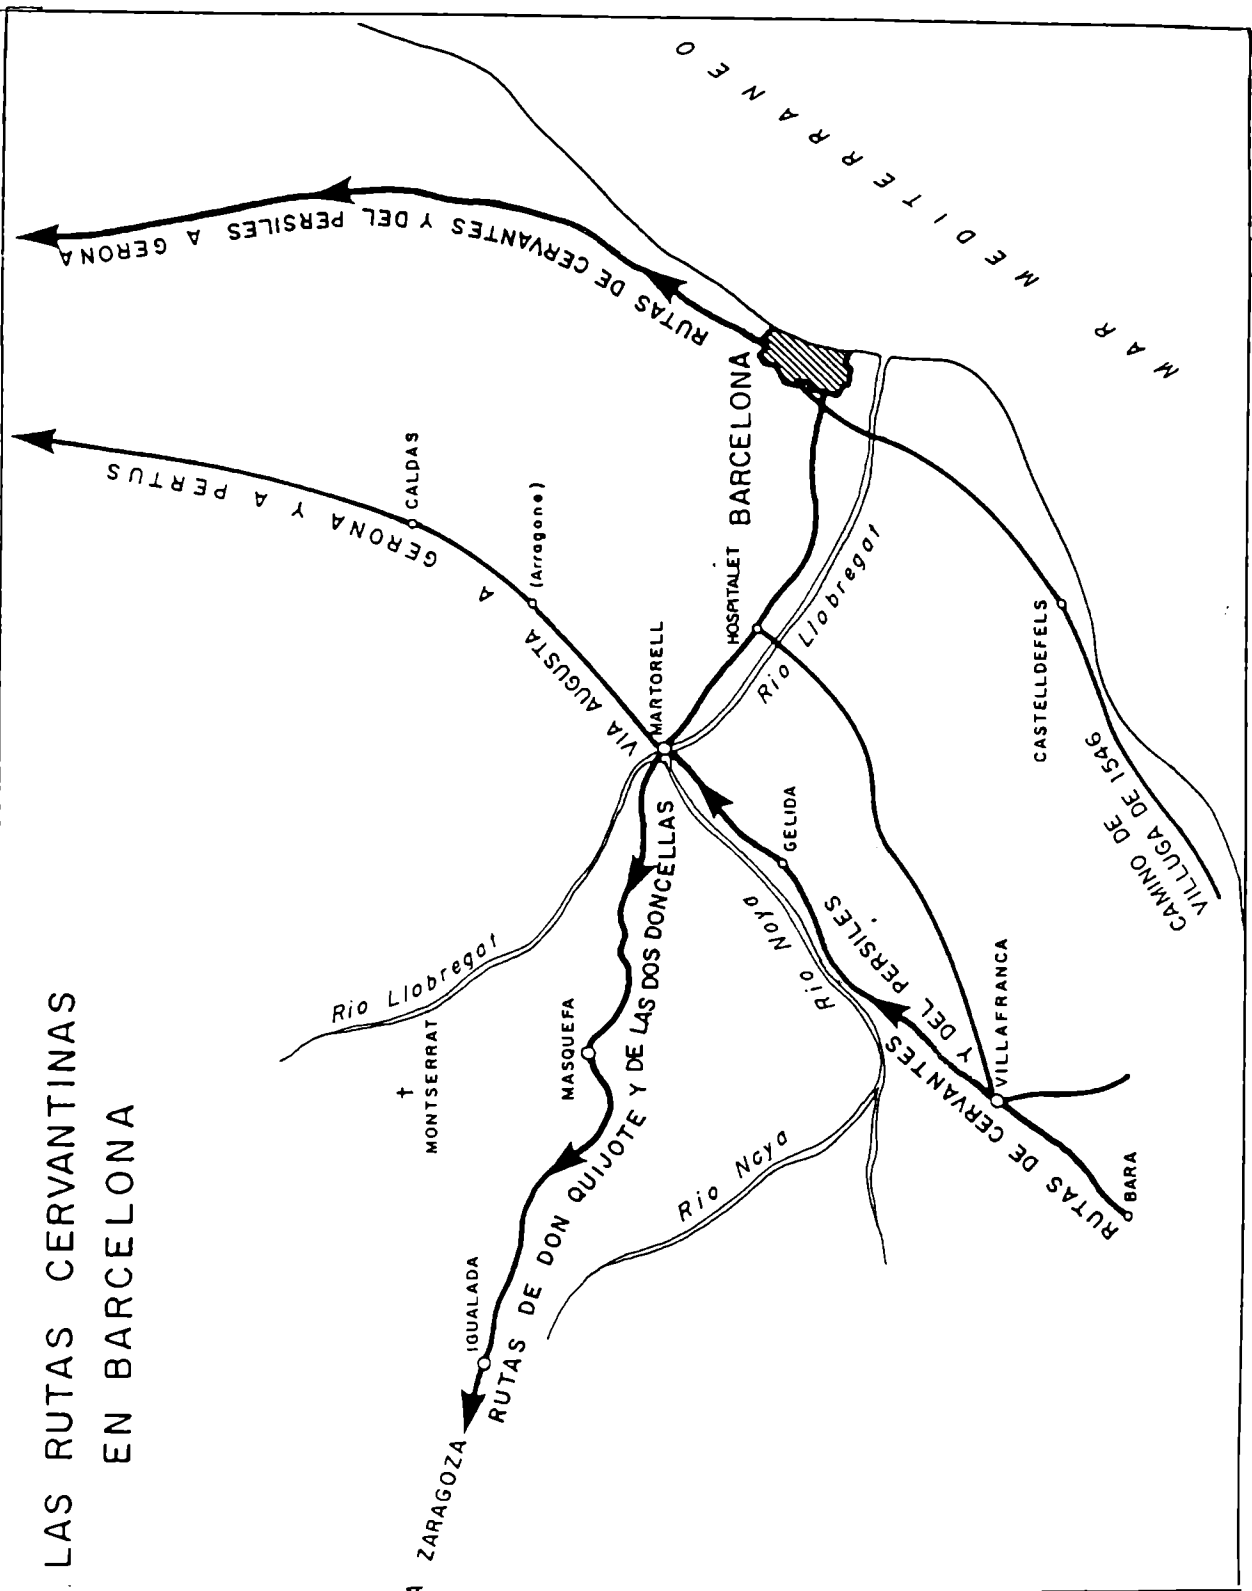 LAS RUTAS CERVANTINAS
EN BARCELONA
A ZARAGOZA
IGUALADA
RUTAS DE DON QUIJOTE Y DE LAS DOS DONCELLAS
MASQUEFA
†
MONTSERRAT
Rio Llobregat
Rio Noya
Rio Noya
RUTAS DE CERVANTES
Y DEL PERSILES
BARA
VILLAFRANCA
GELIDA
MARTORELL
VIA AUGUSTA A GERONA Y A PERTUS
(Arragone)
CALDAS
HOSPITALET
BARCELONA
Rio Llobregat
RUTAS DE CERVANTES Y DEL PERSILES A GERONA
CASTELLDEFELS
CAMINO DE
VILLUGA DE 1546
MAR MEDITERRANEO